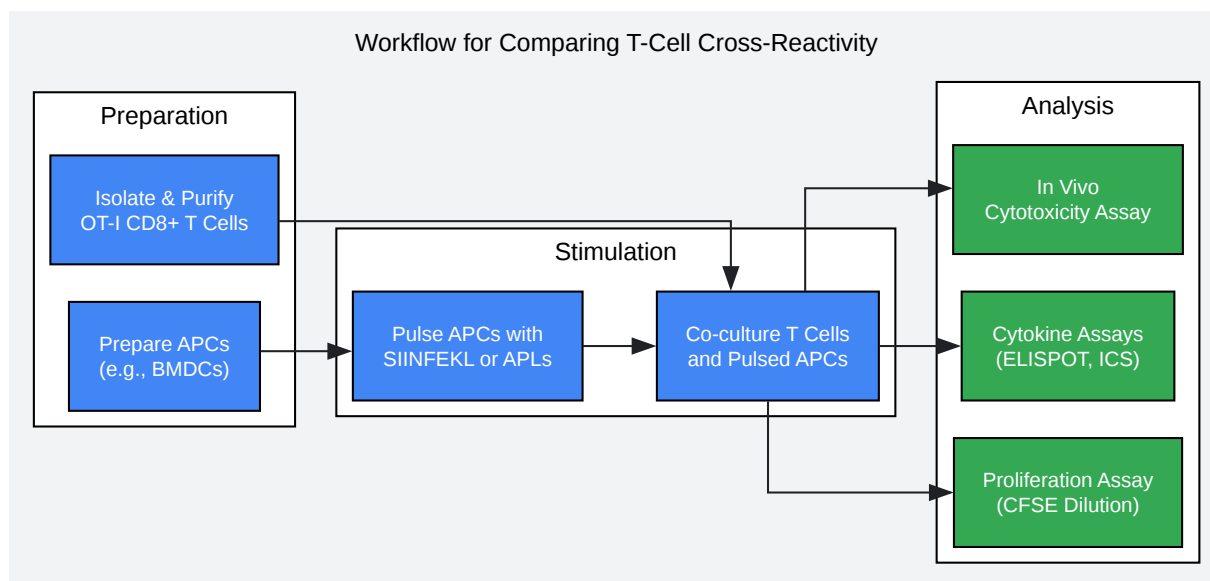 Workflow for Comparing T-Cell Cross-Reactivity
Preparation
Isolate & Purify
OT-I CD8+ T Cells
Prepare APCs
(e.g., BMDCs)
Stimulation
Pulse APCs with
SIINFEKL or APLs
Co-culture T Cells
and Pulsed APCs
Analysis
In Vivo
Cytotoxicity Assay
Cytokine Assays
(ELISPOT, ICS)
Proliferation Assay
(CFSE Dilution)